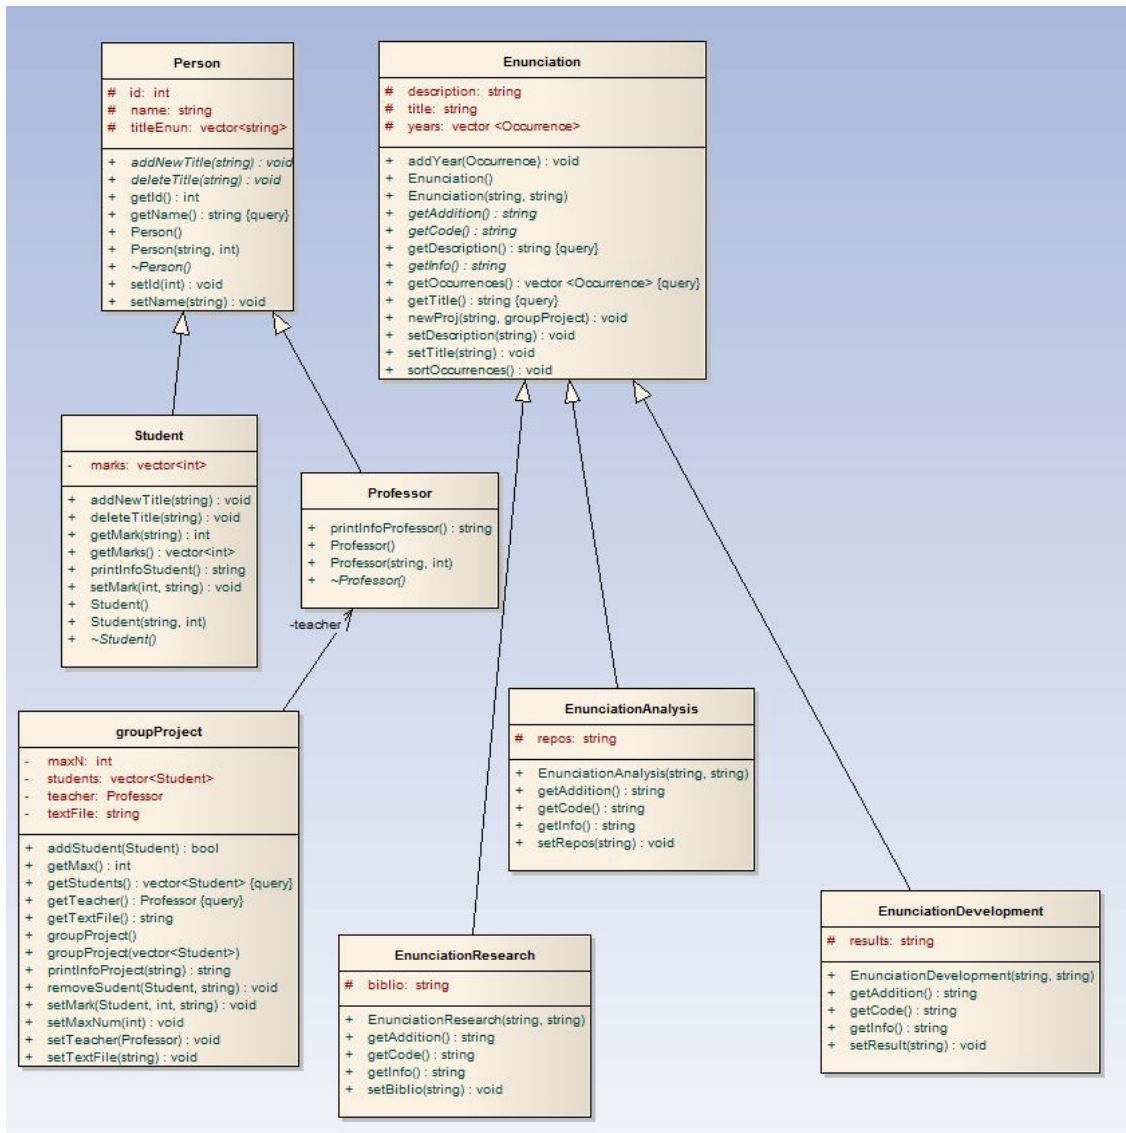 Person
# id: int
# name: string
# titleEnun: vector<string>
+ addNewTitle(string) : void
+ deleteTitle(string) : void
+ getId() : int
+ getName() : string {query}
+ Person()
+ Person(string, int)
+ ~Person()
+ setId(int) : void
+ setName(string) : void
Enunciation
# description: string
# title: string
# years: vector <Occurrence>
+ addYear(Occurrence) : void
+ Enunciation()
+ Enunciation(string, string)
+ getAddition() : string
+ getCode() : string
+ getDescription() : string {query}
+ getInfo() : string
+ getOccurrences() : vector <Occurrence> {query}
+ getTitle() : string {query}
+ newProj(string, groupProject) : void
+ setDescription(string) : void
+ setTitle(string) : void
+ sortOccurrences() : void
Student
- marks: vector<int>
+ addNewTitle(string) : void
+ deleteTitle(string) : void
+ getMark(string) : int
+ getMarks() : vector<int>
+ printInfoStudent() : string
+ setMark(int, string) : void
+ Student()
+ Student(string, int)
+ ~Student()
Professor
+ printInfoProfessor() : string
+ Professor()
+ Professor(string, int)
+ ~Professor()
-teacher
groupProject
- maxN: int
- students: vector<Student>
- teacher: Professor
- textFile: string
+ addStudent(Student) : bool
+ getMax() : int
+ getStudents() : vector<Student> {query}
+ getTeacher() : Professor {query}
+ getTextFile() : string
+ groupProject()
+ groupProject(vector<Student>)
+ printInfoProject(string) : string
+ removeSudent(Student, string) : void
+ setMark(Student, int, string) : void
+ setMaxNum(int) : void
+ setTeacher(Professor) : void
+ setTextFile(string) : void
EnunciationAnalysis
# repos: string
+ EnunciationAnalysis(string, string)
+ getAddition() : string
+ getCode() : string
+ getInfo() : string
+ setRepos(string) : void
EnunciationResearch
# biblio: string
+ EnunciationResearch(string, string)
+ getAddition() : string
+ getCode() : string
+ getInfo() : string
+ setBiblio(string) : void
EnunciationDevelopment
# results: string
+ EnunciationDevelopment(string, string)
+ getAddition() : string
+ getCode() : string
+ getInfo() : string
+ setResult(string) : void